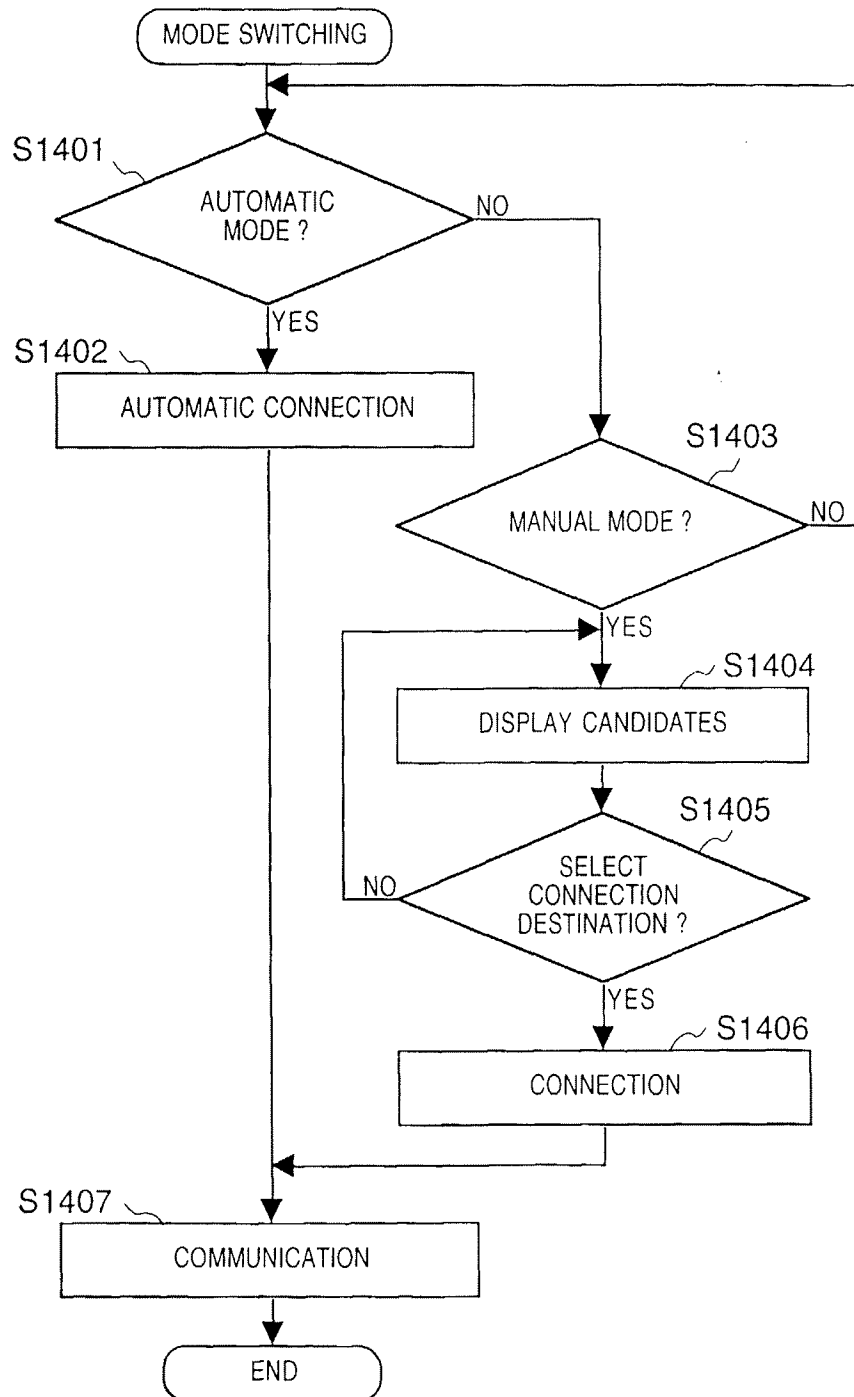 MODE SWITCHING
S1401
AUTOMATIC
MODE ?
NO
YES
S1402
AUTOMATIC CONNECTION
S1403
MANUAL MODE ?
NO
YES
S1404
DISPLAY CANDIDATES
S1405
SELECT
CONNECTION
DESTINATION ?
NO
YES
S1406
CONNECTION
S1407
COMMUNICATION
END